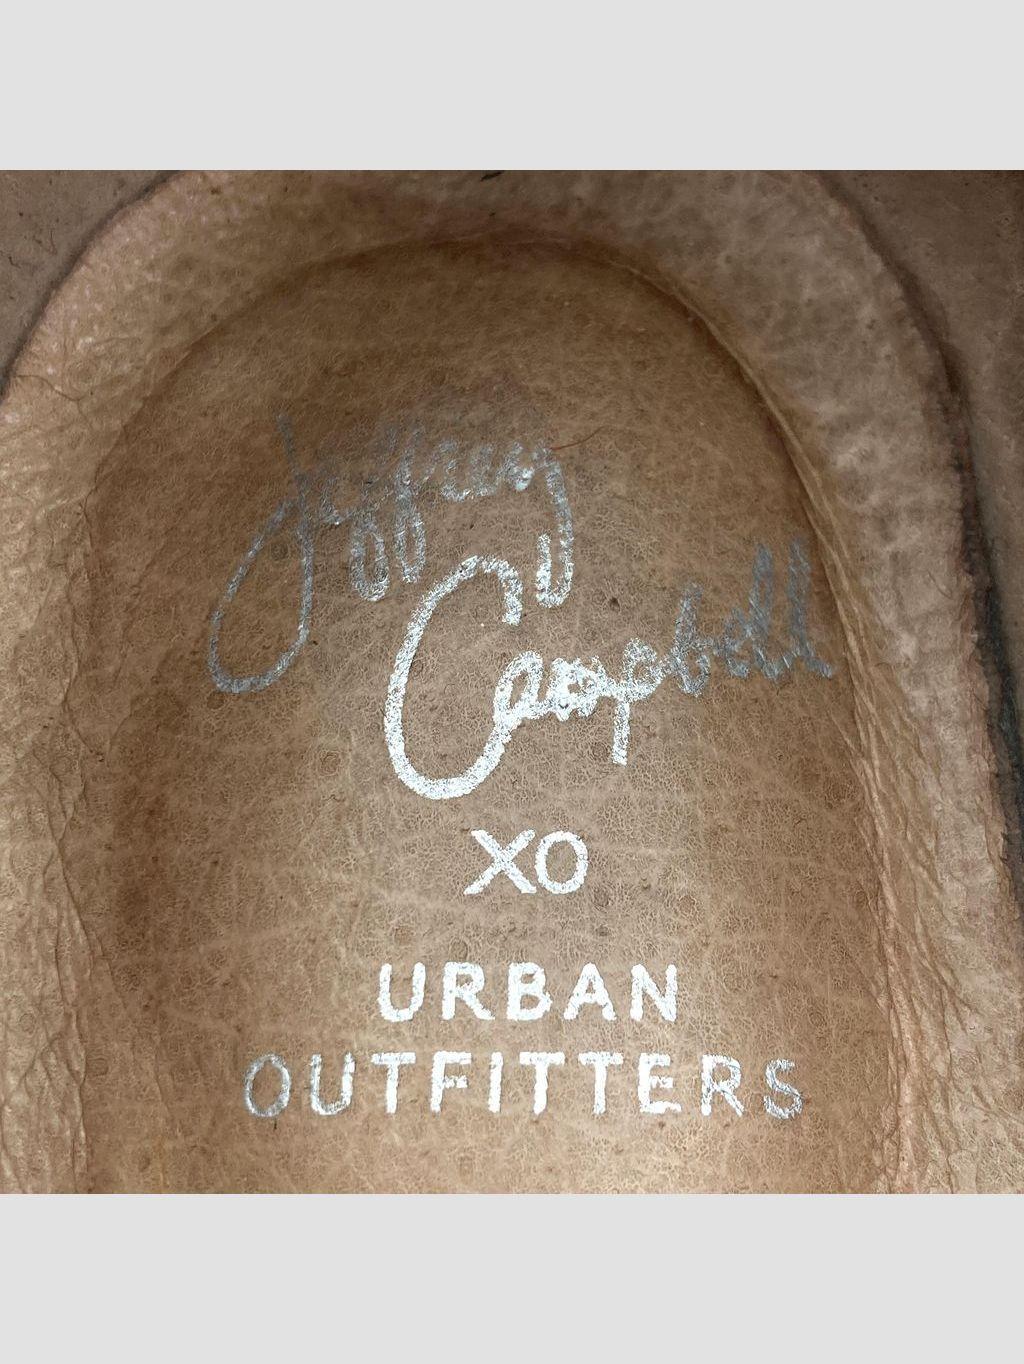 Jeffrey
Campbell
XO
URBAN
OUTFITTERS